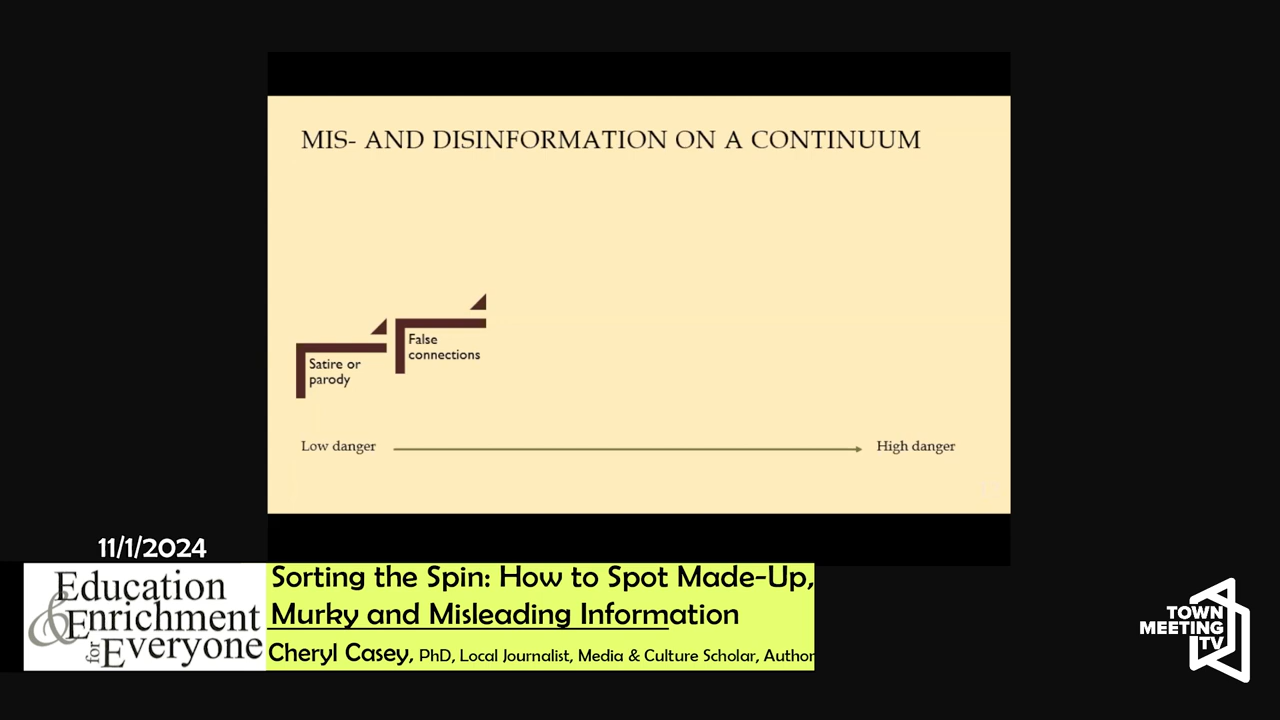 MIS- AND DISINFORMATION ON A CONTINUUM
False
connections
Satire or
parody
Low danger
High danger
11/1/2024
Education
& Enrichment
for Everyone
Sorting the Spin: How to Spot Made-Up,
Murky and Misleading Information
Cheryl Casey, PhD, Local Journalist, Media & Culture Scholar, Author
TOWN
MEETING
TV